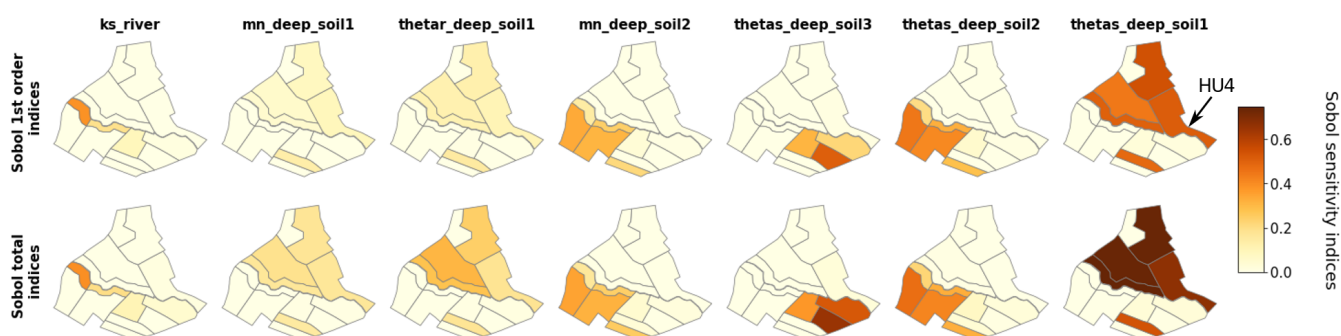 ks_river mn_deep_soil1 thetar_deep_soil1 mn_deep_soil2 thetas_deep_soil3 thetas_deep_soil2 thetas_deep_soil1
Sobol 1st order
indices
HU4
Sobol total
indices
0.6
0.4
0.2
0.0
Sobol sensitivity indices